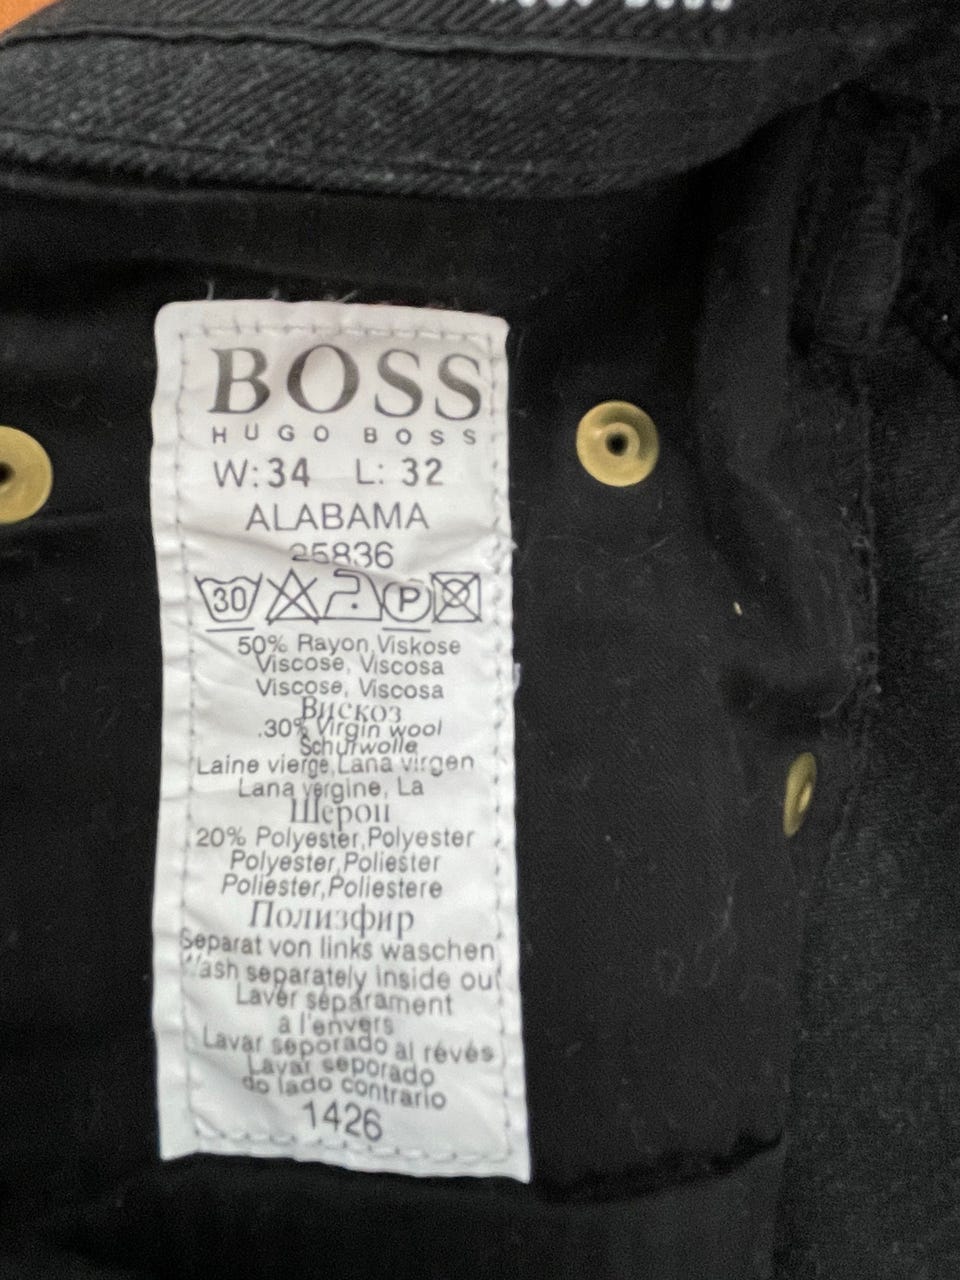 BOSS
HUGO BOSS
W:34 L: 32
ALABAMA
25836
30 P
50% Rayon,Viskose
Viscose, Viscosa
Viscose, Viscosa
Вискоз
.30% Virgin wool
Schurwolle
Laine vierge,Lana virgen
Lana vergine, La
Шерой
20% Polyester,Polyester
Polyester,Poliester
Poliester,Poliestere
Полизфир
Separat von links waschen
Wash separately inside out
Laver séparament
à l'envers
Lavar seporado al révés
Lavar seporado
do lado contrario
1426